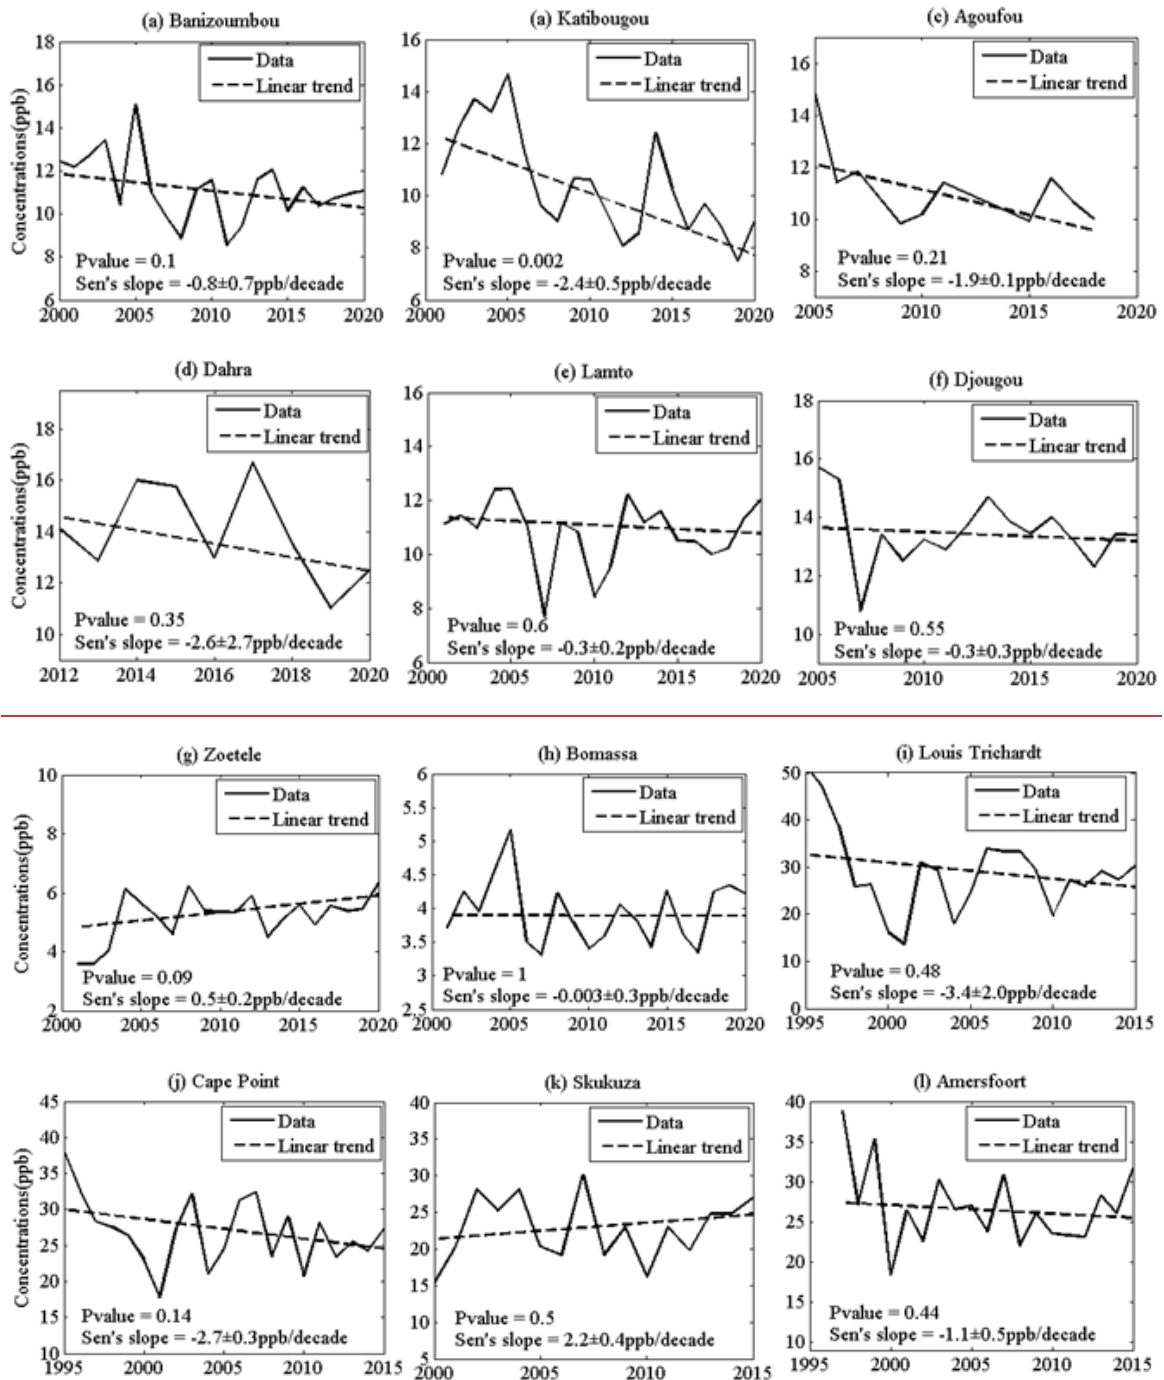 (a) Banizoumbou
18
16
14
12
10
8
6
Concentrations(ppb)
Data
Linear trend
Pvalue = 0.1
Sen's slope = -0.8±0.7ppb/decade
2000 2005 2010 2015 2020
(a) Katibougou
16
14
12
10
8
6
Data
Linear trend
Pvalue = 0.002
Sen's slope = -2.4±0.5ppb/decade
2000 2005 2010 2015 2020
(c) Agoufou
16
14
12
10
8
Data
Linear trend
Pvalue = 0.21
Sen's slope = -1.9±0.1ppb/decade
2005 2010 2015 2020
(d) Dahra
18
16
14
12
10
Concentrations(ppb)
Data
Linear trend
Pvalue = 0.35
Sen's slope = -2.6±2.7ppb/decade
2012 2014 2016 2018 2020
(e) Lamto
16
14
12
11
10
8
6
Data
Linear trend
Pvalue = 0.6
Sen's slope = -0.3±0.2ppb/decade
2000 2005 2010 2015 2020
(f) Djougou
18
16
14
12
10
Data
Linear trend
Pvalue = 0.55
Sen's slope = -0.3±0.3ppb/decade
2005 2010 2015 2020
(g) Zoetele
10
8
6
4
2
Concentrations(ppb)
Data
Linear trend
Pvalue = 0.09
Sen's slope = 0.5±0.2ppb/decade
2000 2005 2010 2015 2020
(h) Bomassa
6
5.5
5
4.5
4
3.5
3
2.5
Data
Linear trend
Pvalue = 1
Sen's slope = -0.003±0.3ppb/decade
2000 2005 2010 2015 2020
(i) Louis Trichardt
50
40
30
20
10
0
Data
Linear trend
Pvalue = 0.48
Sen's slope = -3.4±2.0ppb/decade
1995 2000 2005 2010 2015
(j) Cape Point
45
40
35
30
25
20
15
10
Concentrations(ppb)
Data
Linear trend
Pvalue = 0.14
Sen's slope = -2.7±0.3ppb/decade
1995 2000 2005 2010 2015
(k) Skukuza
40
35
30
25
20
15
10
5
Data
Linear trend
Pvalue = 0.5
Sen's slope = 2.2±0.4ppb/decade
2000 2005 2010 2015
(l) Amersfoort
40
35
30
25
20
15
10
Data
Linear trend
Pvalue = 0.44
Sen's slope = -1.1±0.5ppb/decade
1995 2000 2005 2010 2015